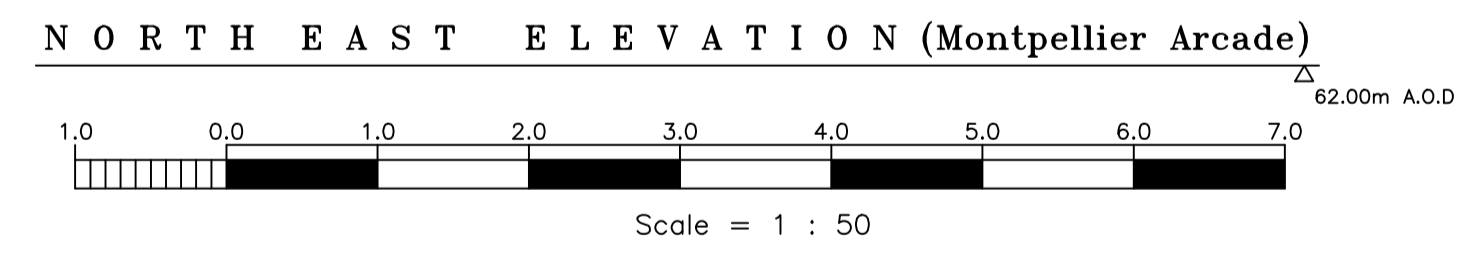 NORTH EAST ELEVATION (Montpellier Arcade)
62.00m A.O.D
1.0 0.0 1.0 2.0 3.0 4.0 5.0 6.0 7.0
Scale = 1 : 50